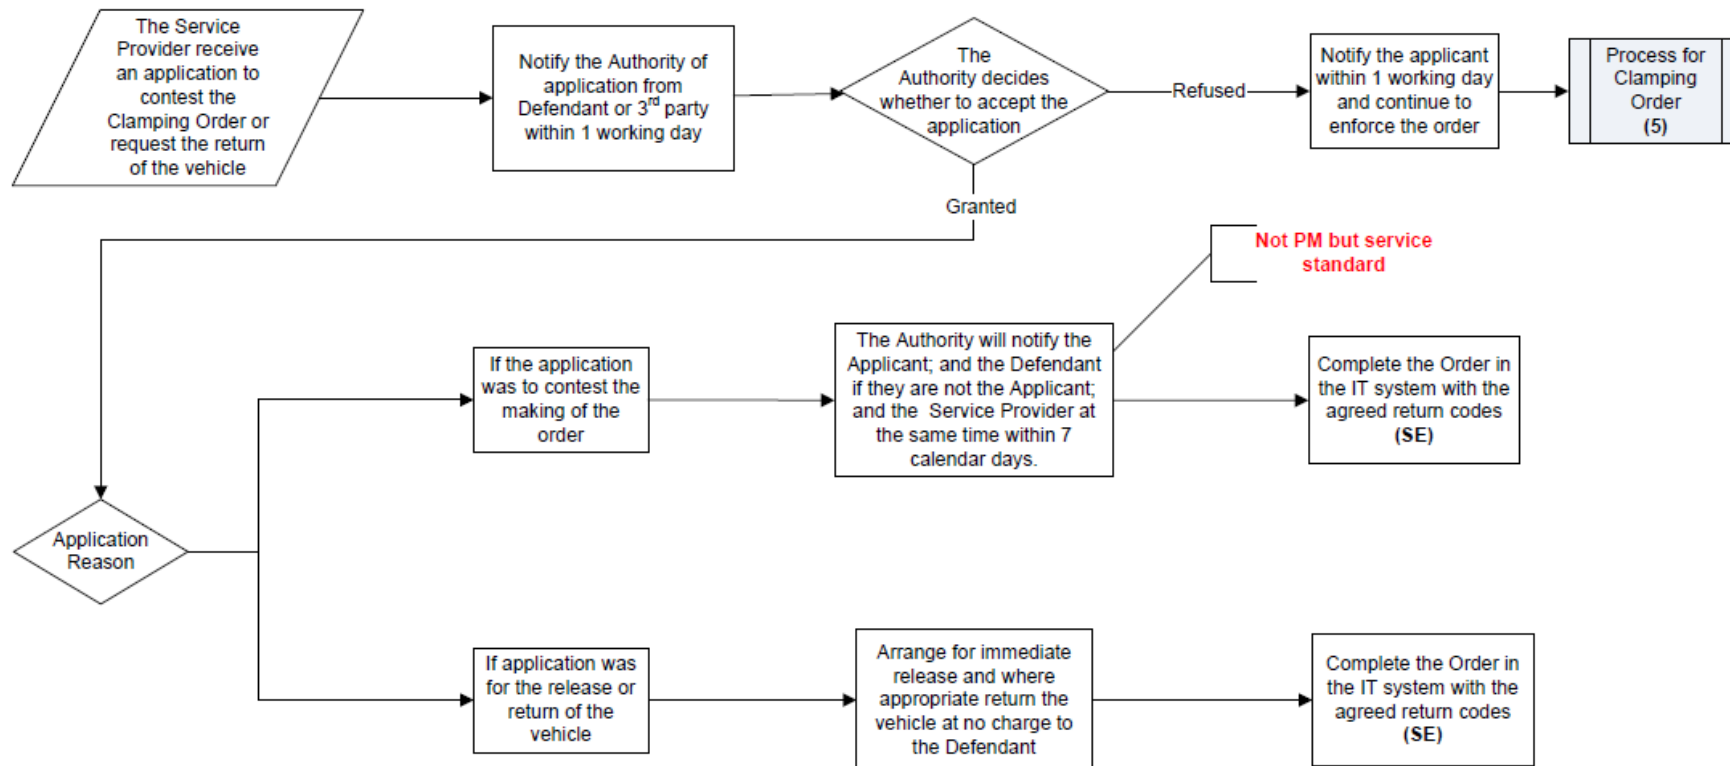 The Service
Provider receive
an application to
contest the
Clamping Order or
request the return
of the vehicle
Notify the Authority of
application from
Defendant or 3rd party
within 1 working day
The
Authority decides
whether to accept the
application
Refused
Notify the applicant
within 1 working day
and continue to
enforce the order
Process for
Clamping
Order
(5)
Granted
Not PM but service
standard
If the application
was to contest the
making of the
order
The Authority will notify the
Applicant; and the Defendant
if they are not the Applicant;
and the Service Provider at
the same time within 7
calendar days.
Complete the Order in
the IT system with the
agreed return codes
(SE)
Application
Reason
If application was
for the release or
return of the
vehicle
Arrange for immediate
release and where
appropriate return the
vehicle at no charge to
the Defendant
Complete the Order in
the IT system with the
agreed return codes
(SE)